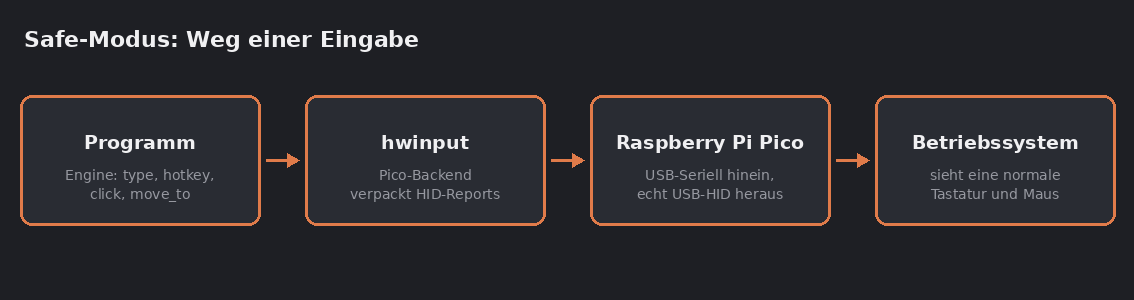 Safe-Modus: Weg einer Eingabe
Programm
Engine: type, hotkey,
click, move_to
hwinput
Pico-Backend
verpackt HID-Reports
Raspberry Pi Pico
USB-Seriell hinein,
echt USB-HID heraus
Betriebssystem
sieht eine normale
Tastatur und Maus